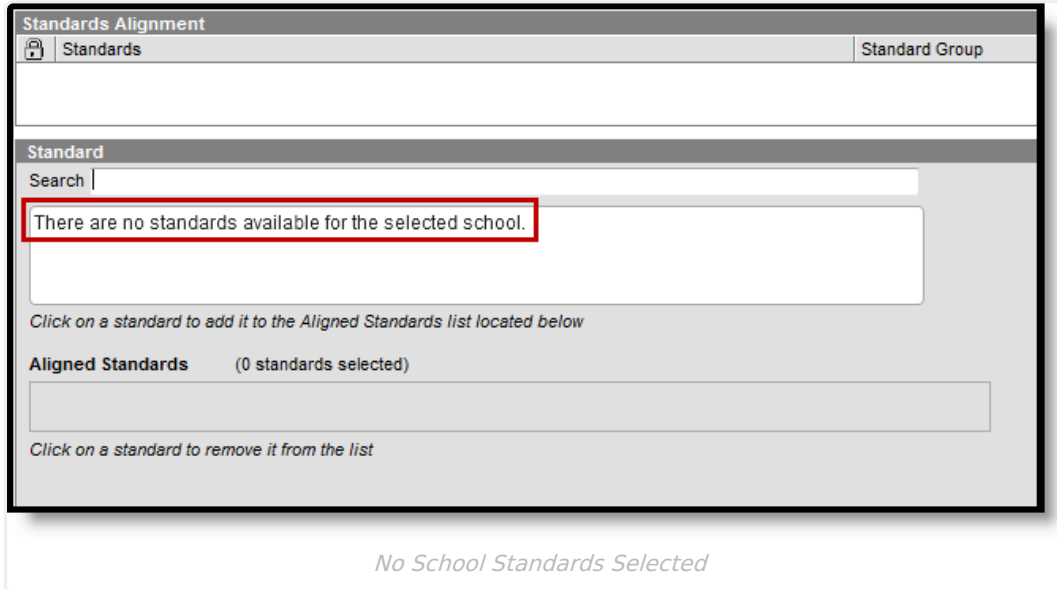 Standards Alignment
Standards Standard Group
Standard
Search
There are no standards available for the selected school.
Click on a standard to add it to the Aligned Standards list located below
Aligned Standards (0 standards selected)
Click on a standard to remove it from the list
No School Standards Selected